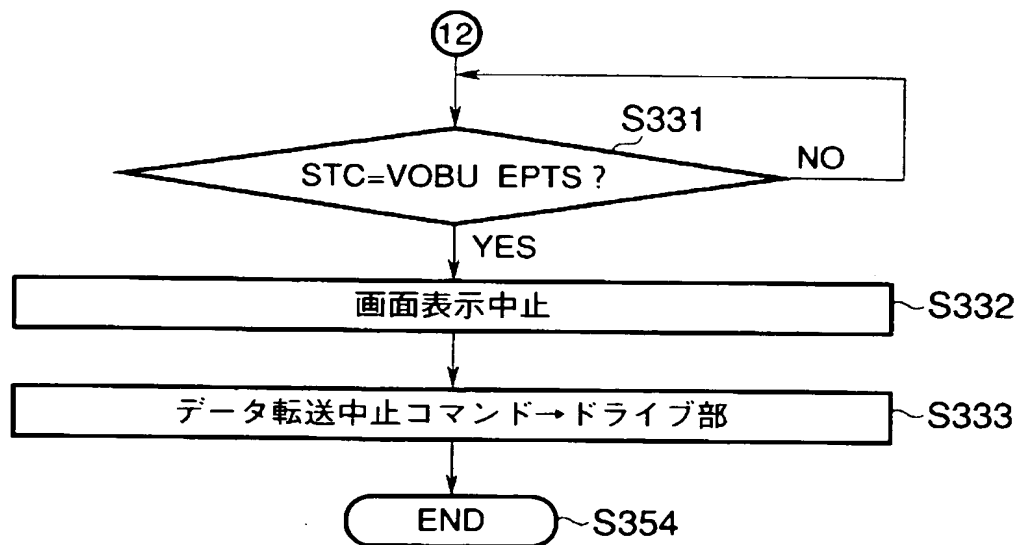 12
S331
STC=VOBU EPTS ?
NO
YES
画面表示中止
S332
データ転送中止コマンド→ドライブ部
S333
END
S354